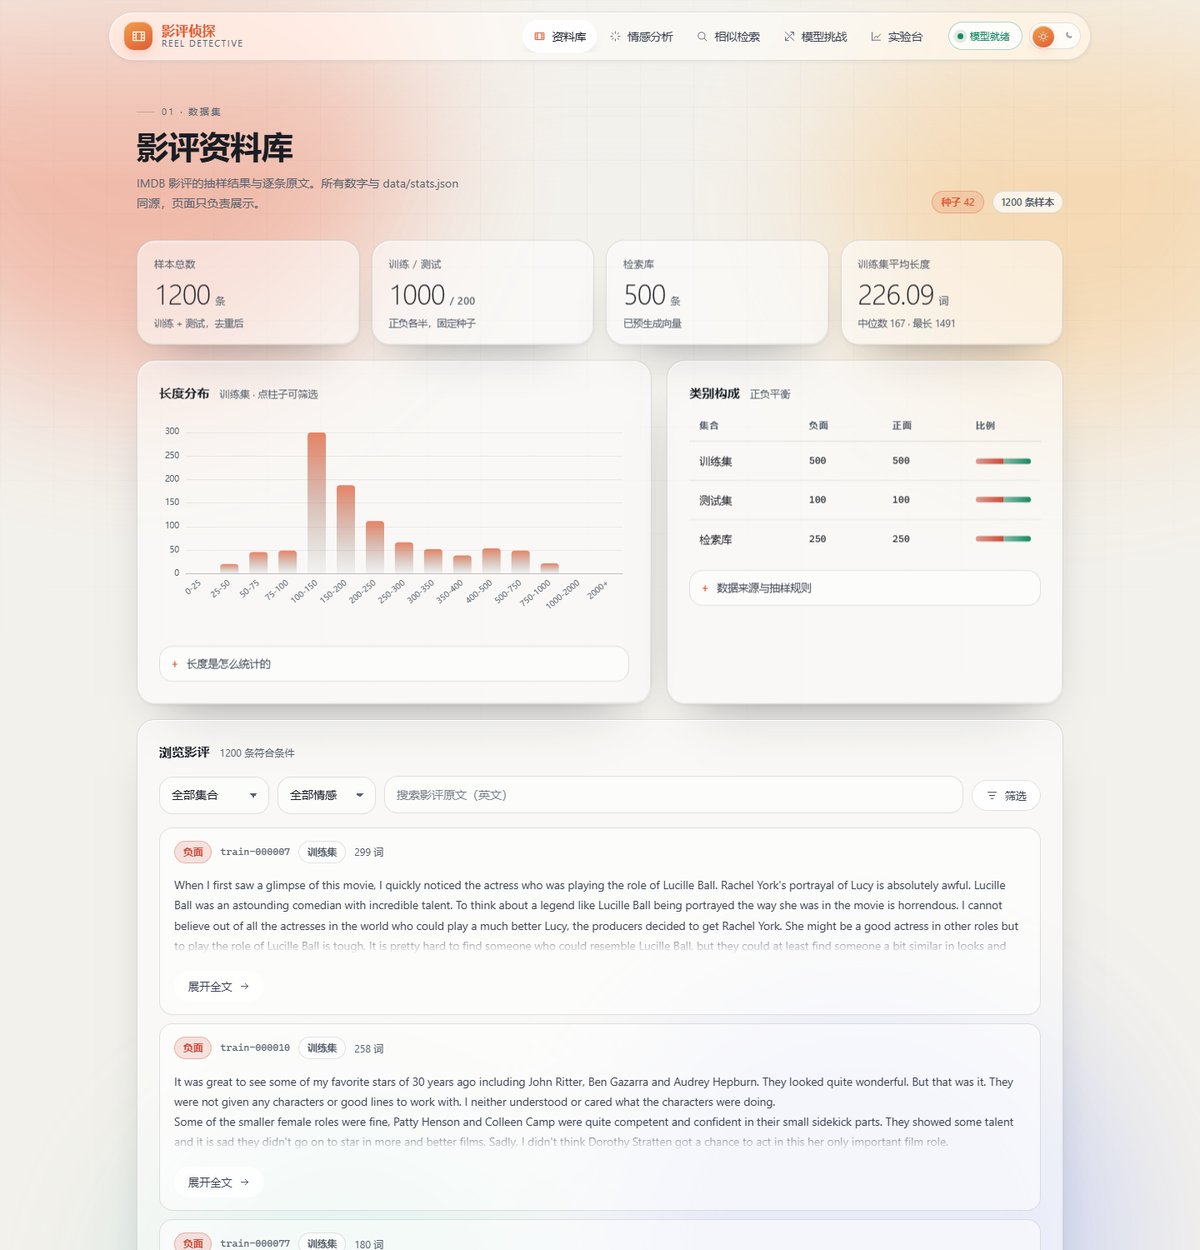 影评侦探
REEL DETECTIVE
资料库
情感分析
相似检索
模型挑战
实验台
模型就绪
01 · 数据集
影评资料库
IMDB 影评的抽样结果与逐条原文。所有数字与 data/stats.json
同源，页面只负责展示。
种子 42
1200 条样本
样本总数
1200 条
训练 + 测试，去重后
训练 / 测试
1000 / 200
正负各半，固定种子
检索库
500 条
已预生成向量
训练集平均长度
226.09 词
中位数 167 · 最长 1491
长度分布 训练集 · 点柱子可筛选
300
250
200
150
100
50
0
0-25
25-50
50-75
75-100
100-150
150-200
200-250
250-300
300-350
350-400
400-500
500-750
750-1000
1000-2000
2000+
+ 长度是怎么统计的
类别构成 正负平衡
集合 负面 正面 比例
训练集 500 500
测试集 100 100
检索库 250 250
+ 数据来源与抽样规则
浏览影评 1200 条符合条件
全部集合
全部情感
搜索影评原文（英文）
筛选
负面 train-000007 训练集 299 词
When I first saw a glimpse of this movie, I quickly noticed the actress who was playing the role of Lucille Ball. Rachel York's portrayal of Lucy is absolutely awful. Lucille
Ball was an astounding comedian with incredible talent. To think about a legend like Lucille Ball being portrayed the way she was in the movie is horrendous. I cannot
believe out of all the actresses in the world who could play a much better Lucy, the producers decided to get Rachel York. She might be a good actress in other roles but
to play the role of Lucille Ball is tough. It is pretty hard to find someone who could resemble Lucille Ball, but they could at least find someone a bit similar in looks and
展开全文 →
负面 train-000010 训练集 258 词
It was great to see some of my favorite stars of 30 years ago including John Ritter, Ben Gazarra and Audrey Hepburn. They looked quite wonderful. But that was it. They
were not given any characters or good lines to work with. I neither understood or cared what the characters were doing.
Some of the smaller female roles were fine, Patty Henson and Colleen Camp were quite competent and confident in their small sidekick parts. They showed some talent
and it is sad they didn't go on to star in more and better films. Sadly, I didn't think Dorothy Stratten got a chance to act in this her only important film role.
展开全文 →
负面 train-000077 训练集 180 词